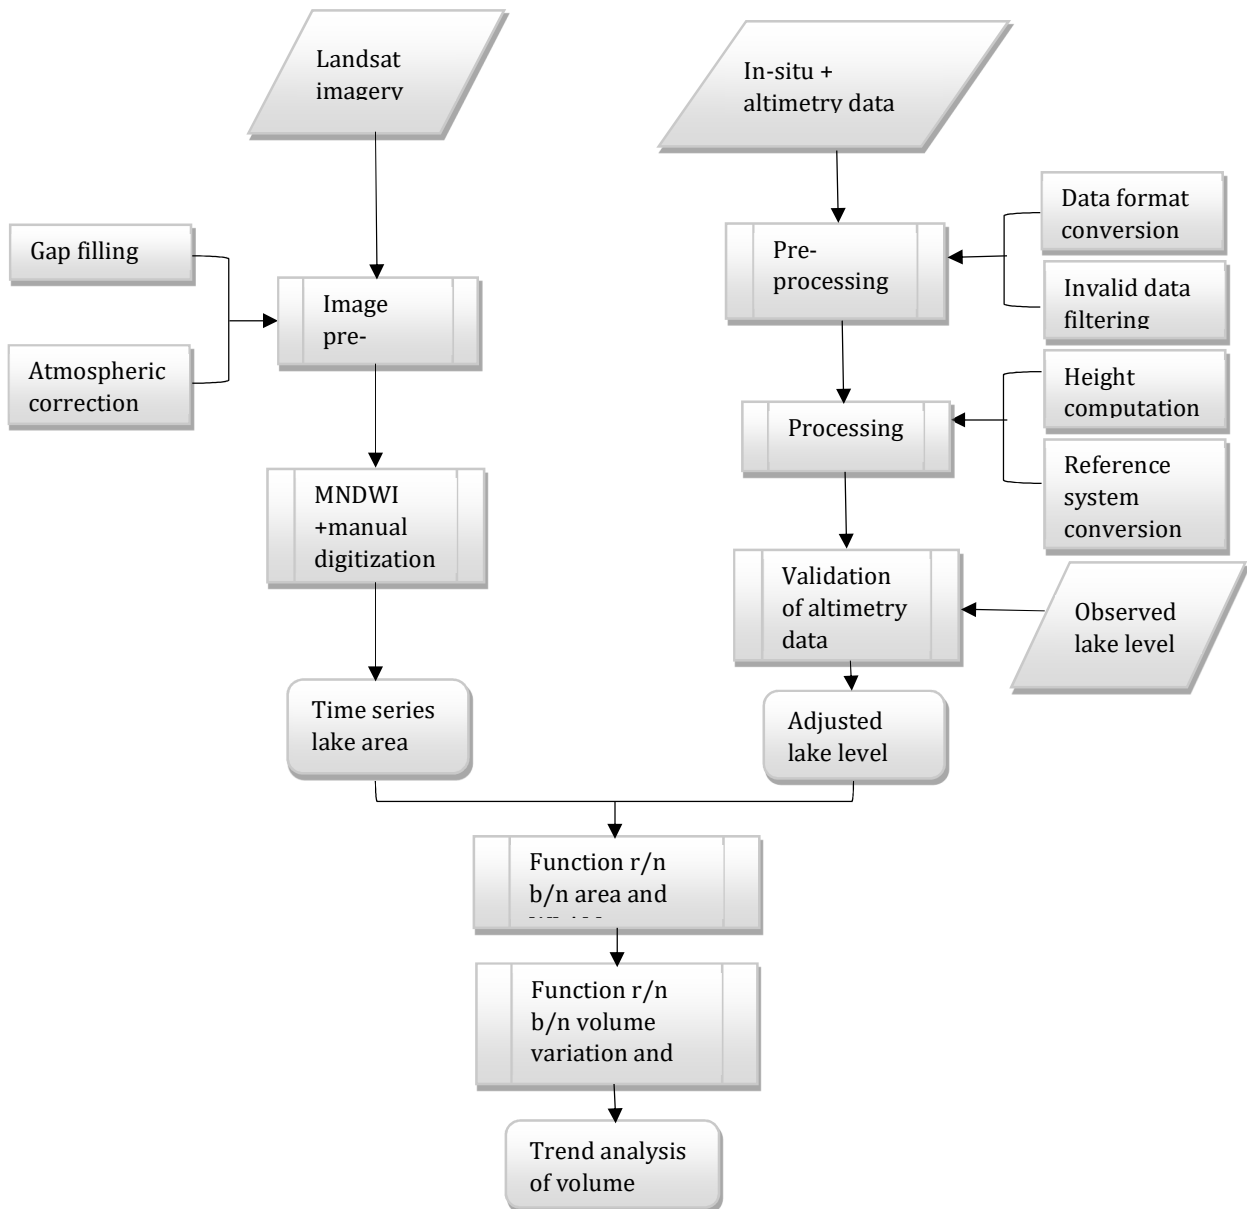 Landsat
imagery
In-situ +
altimetry data
Data format
conversion
Gap filling
Pre-
processing
Invalid data
filtering
Image
pre-
Atmospheric
correction
Height
computation
Processing
Reference
system
conversion
MNDWI
+manual
digitization
Validation
of altimetry
data
Observed
lake level
Time series
lake area
Adjusted
lake level
Function r/n
b/n area and
Function r/n
b/n volume
variation and
Trend analysis
of volume